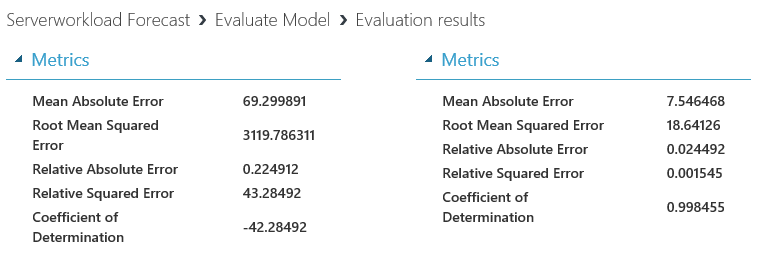 Serverworkload Forecast › Evaluate Model › Evaluation results
Metrics
Mean Absolute Error 69.299891
Root Mean Squared
Error 3119.786311
Relative Absolute Error 0.224912
Relative Squared Error 43.28492
Coefficient of
Determination -42.28492
Metrics
Mean Absolute Error 7.546468
Root Mean Squared Error 18.64126
Relative Absolute Error 0.024492
Relative Squared Error 0.001545
Coefficient of
Determination 0.998455